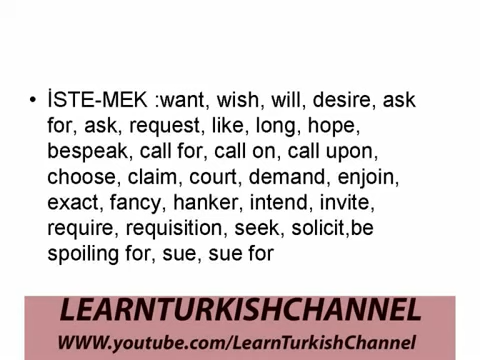 • İSTE-MEK :want, wish, will, desire, ask
for, ask, request, like, long, hope,
bespeak, call for, call on, call upon,
choose, claim, court, demand, enjoin,
exact, fancy, hanker, intend, invite,
require, requisition, seek, solicit,be
spoiling for, sue, sue for
LEARNTURKISHCHANNEL
WWW.youtube.com/LearnTurkishChannel